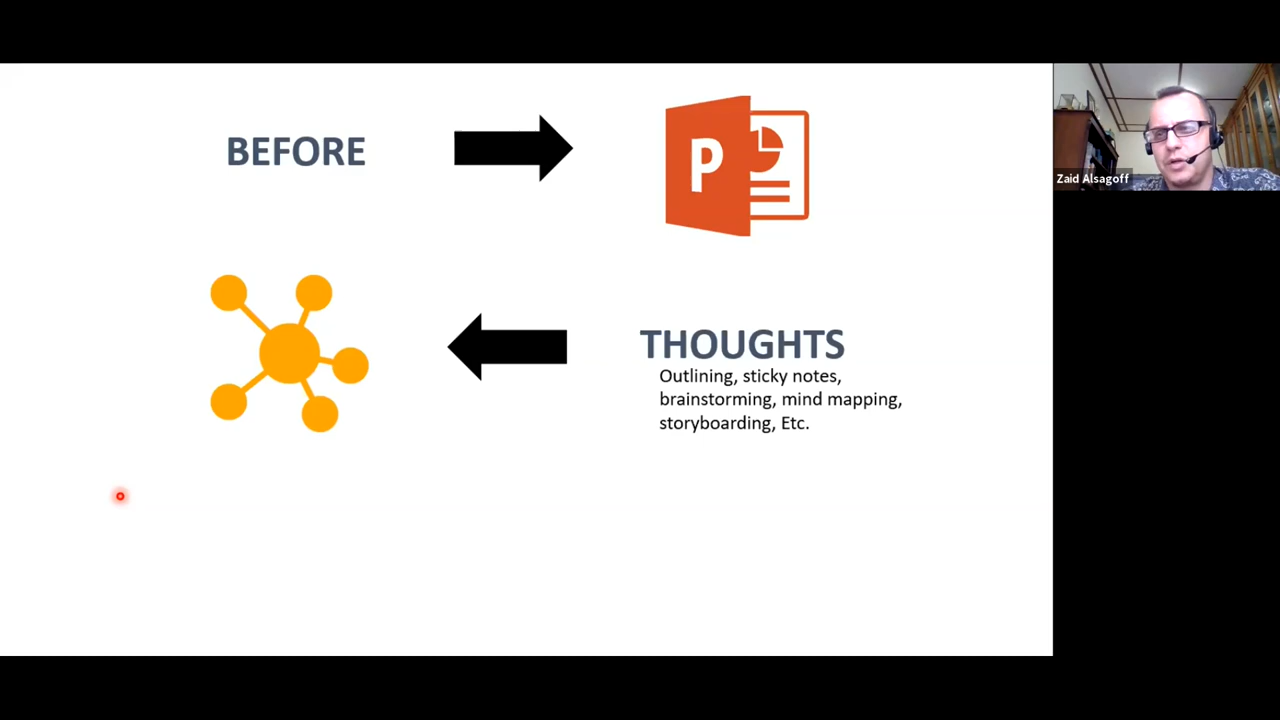 BEFORE
P
Zaid Alsagoff
THOUGHTS
Outlining, sticky notes,
brainstorming, mind mapping,
storyboarding, Etc.